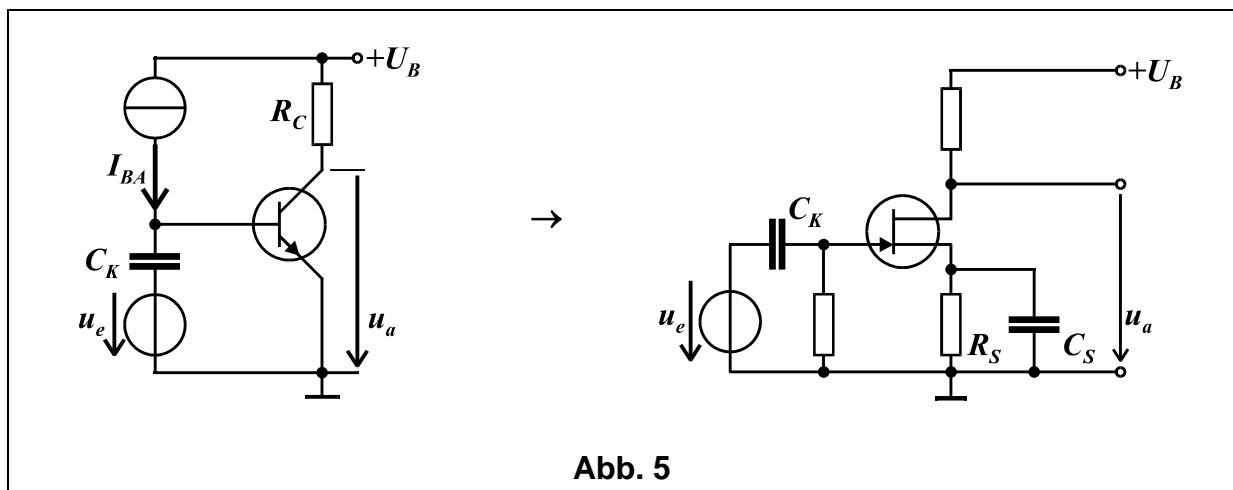 +U_B
R_C
I_BA
C_K
u_e
u_a
→
+U_B
C_K
u_e
R_S
C_S
u_a
Abb. 5